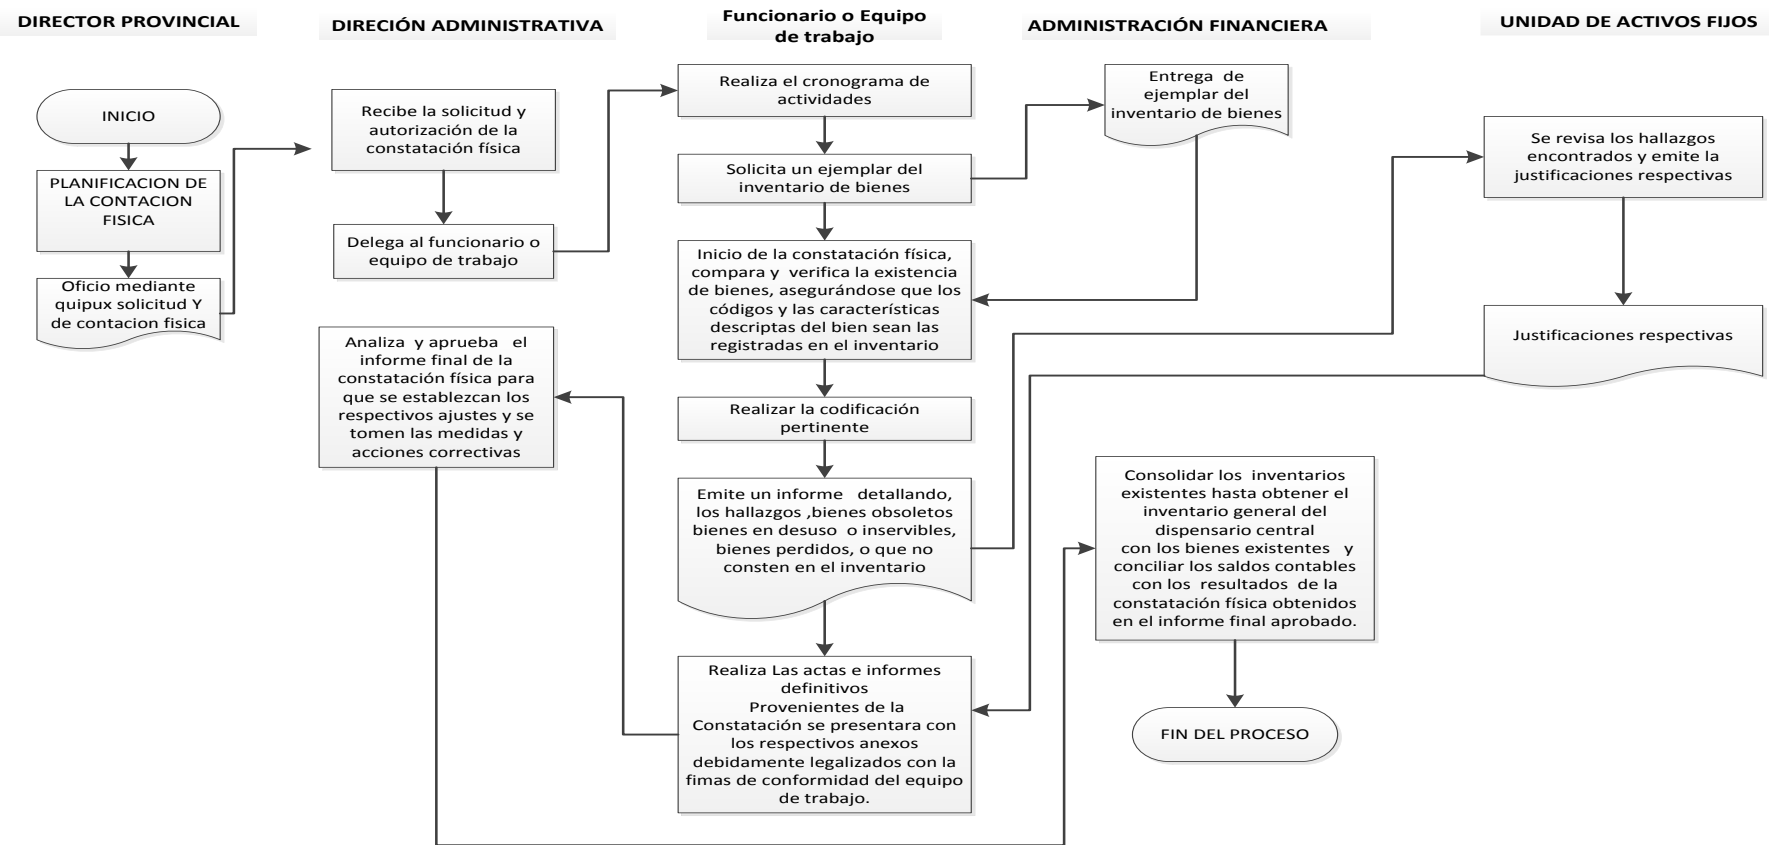 DIRECTOR PROVINCIAL
DIRECIÓN ADMINISTRATIVA
Funcionario o Equipo
de trabajo
ADMINISTRACIÓN FINANCIERA
UNIDAD DE ACTIVOS FIJOS
INICIO
PLANIFICACION DE
LA CONTACION
FISICA
Oficio mediante
quipux solicitud Y
de contacion fisica
Recibe la solicitud y
autorización de la
constatación física
Delega al funcionario o
equipo de trabajo
Analiza y aprueba el
informe final de la
constatación física para
que se establezcan los
respectivos ajustes y se
tomen las medidas y
acciones correctivas
Realiza el cronograma de
actividades
Solicita un ejemplar del
inventario de bienes
Inicio de la constatación física,
compara y verifica la existencia
de bienes, asegurándose que los
códigos y las características
descriptas del bien sean las
registradas en el inventario
Realizar la codificación
pertinente
Emite un informe detallando,
los hallazgos ,bienes obsoletos
bienes en desuso o inservibles,
bienes perdidos, o que no
consten en el inventario
Realiza Las actas e informes
definitivos
Provenientes de la
Constatación se presentara con
los respectivos anexos
debidamente legalizados con la
fimas de conformidad del equipo
de trabajo.
Entrega de
ejemplar del
inventario de bienes
Consolidar los inventarios
existentes hasta obtener el
inventario general del
dispensario central
con los bienes existentes y
conciliar los saldos contables
con los resultados de la
constatación física obtenidos
en el informe final aprobado.
FIN DEL PROCESO
Se revisa los hallazgos
encontrados y emite la
justificaciones respectivas
Justificaciones respectivas